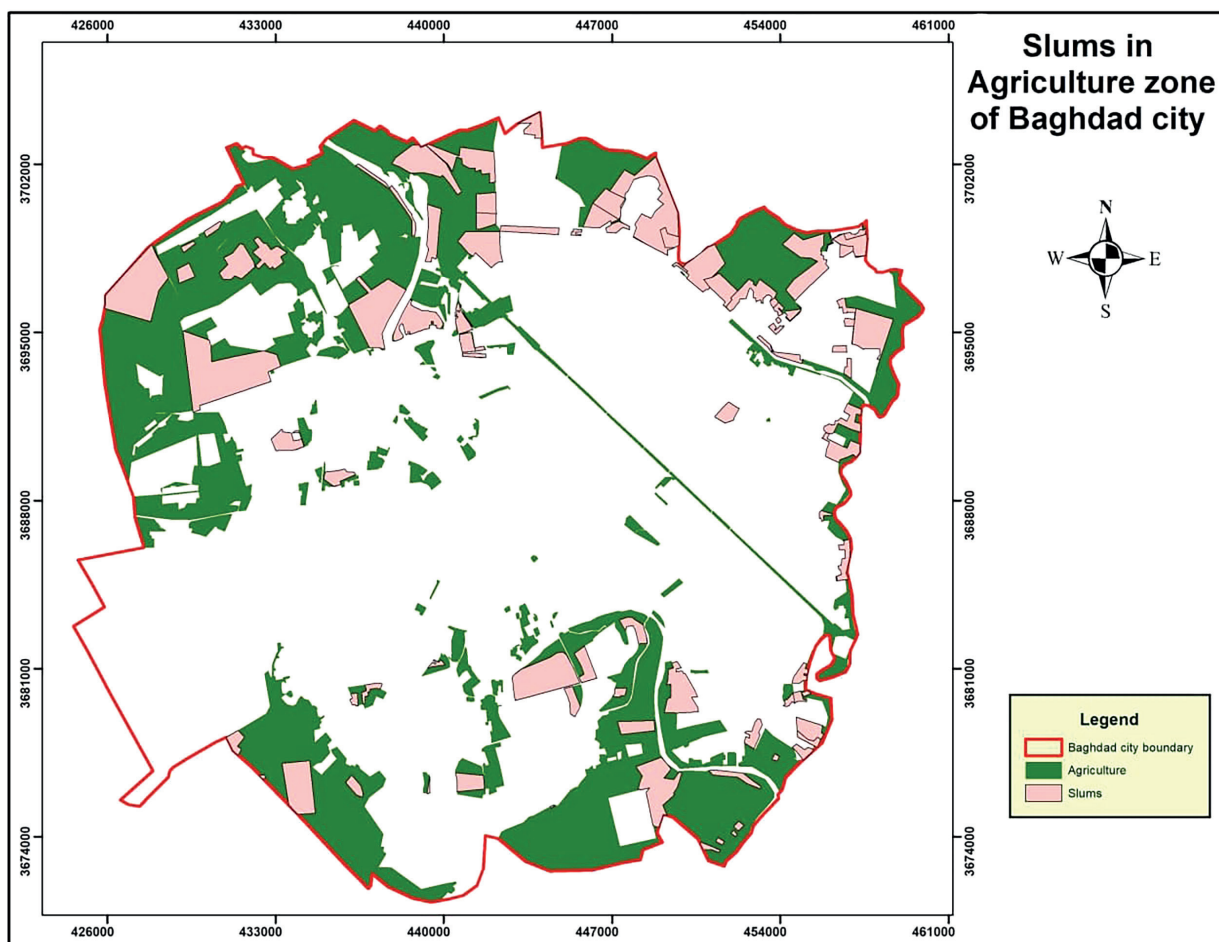 426000 433000 440000 447000 454000 461000
Slums in
Agriculture zone
of Baghdad city
3702000 3702000
N
W E
S
3695000 3695000
3688000 3688000
3681000 3681000
Legend
Baghdad city boundary
Agriculture
Slums
3674000 3674000
426000 433000 440000 447000 454000 461000